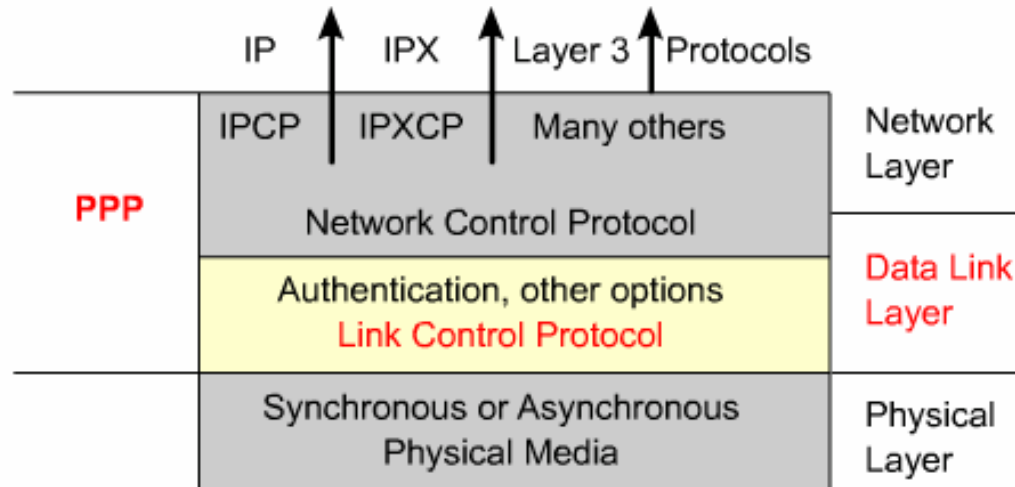 IP IPX Layer 3 Protocols
IPCP IPXCP Many others
Network
Layer
PPP
Network Control Protocol
Authentication, other options
Link Control Protocol
Data Link
Layer
Synchronous or Asynchronous
Physical Media
Physical
Layer